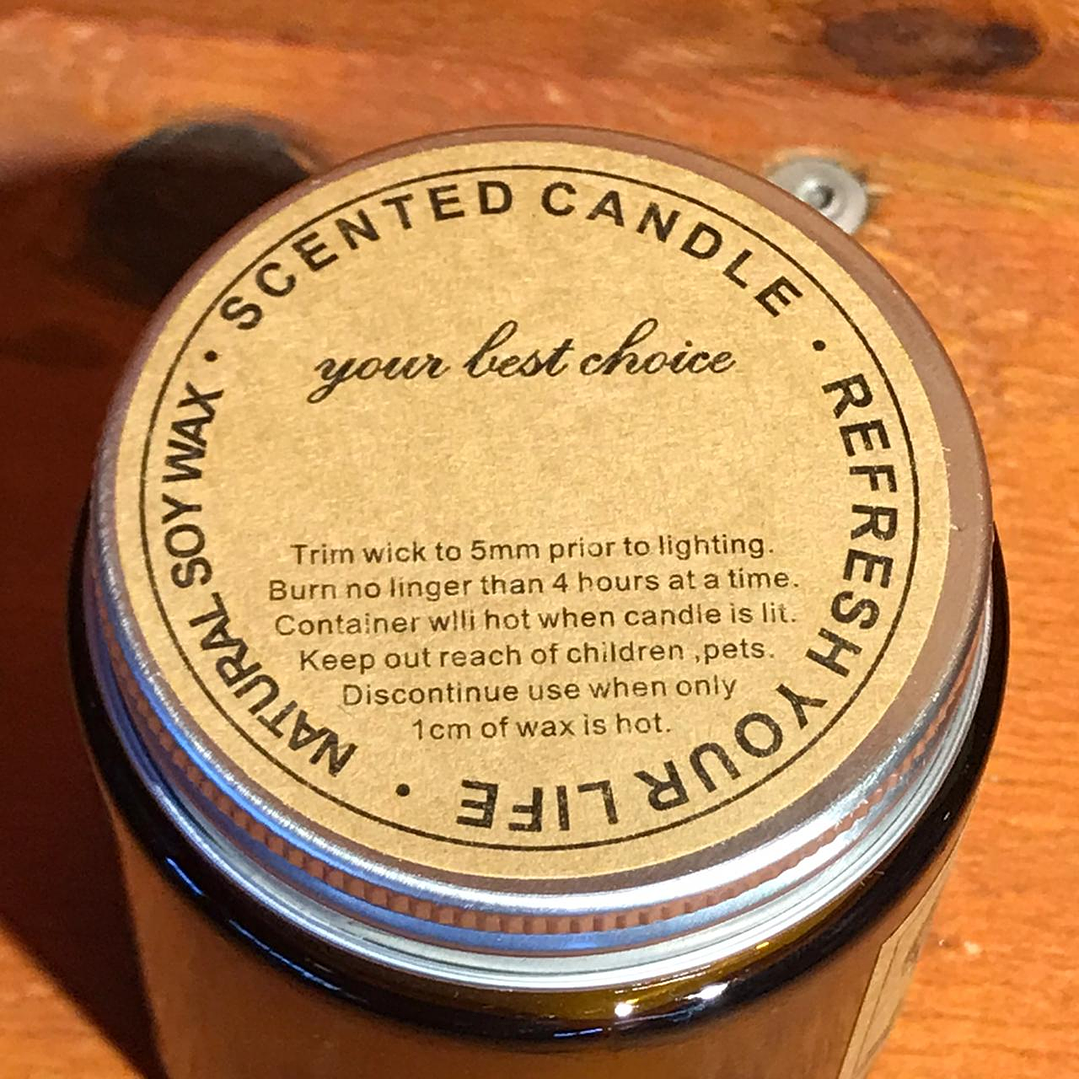 SCENTED CANDLE • REFRESH YOUR LIFE • NATURAL SOY WAX •
your best choice
Trim wick to 5mm prior to lighting.
Burn no linger than 4 hours at a time.
Container wlli hot when candie is lit.
Keep out reach of children ,pets.
Discontinue use when only
1cm of wax is hot.